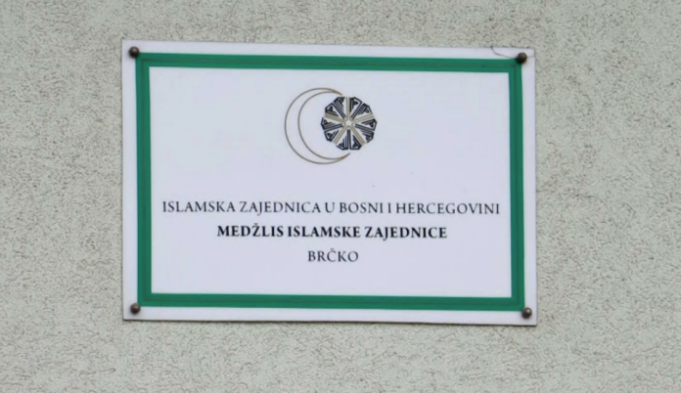 ISLAMSKA ZAJEDNICA U BOSNI I HERCEGOVINI
MEDŽLIS ISLAMSKE ZAJEDNICE
BRČKO